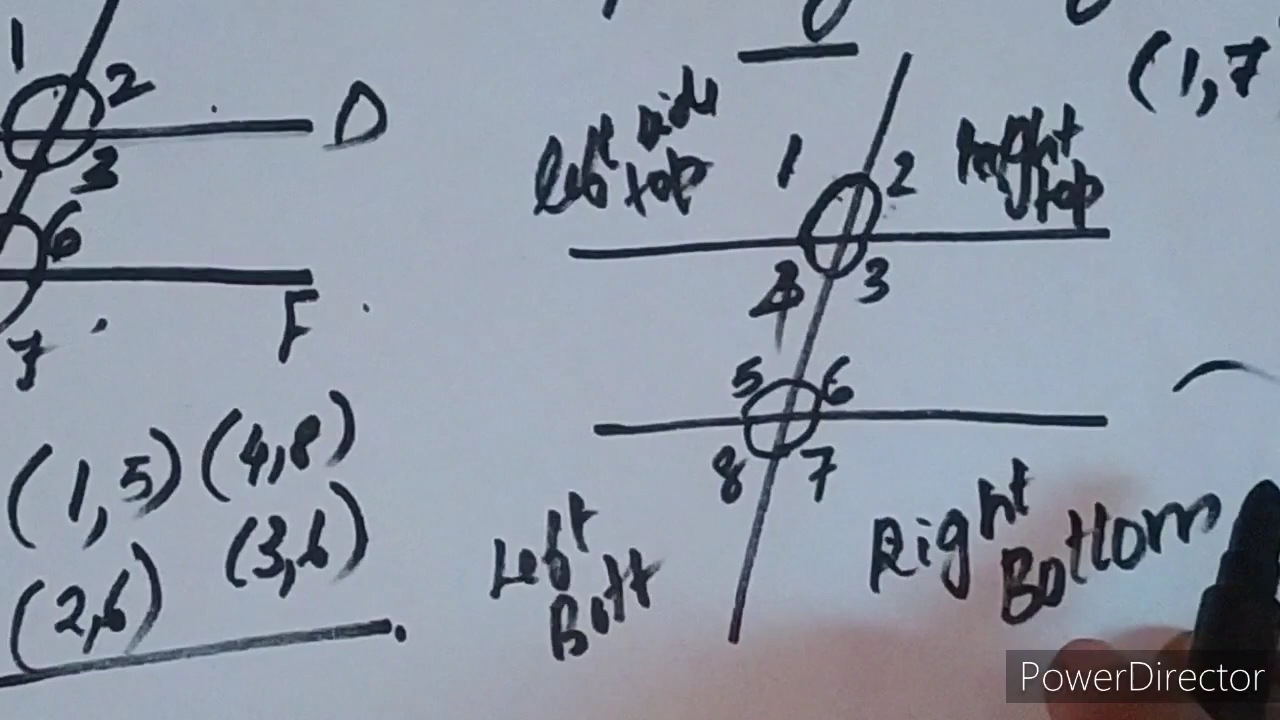 1
2
D
3
6
F
7
(1,5) (4,8)
(2,6) (3,6)
(1,7
left side
top
1
2
right
top
4
3
5
6
8
7
Left
Bott
Right
Bottom
PowerDirector